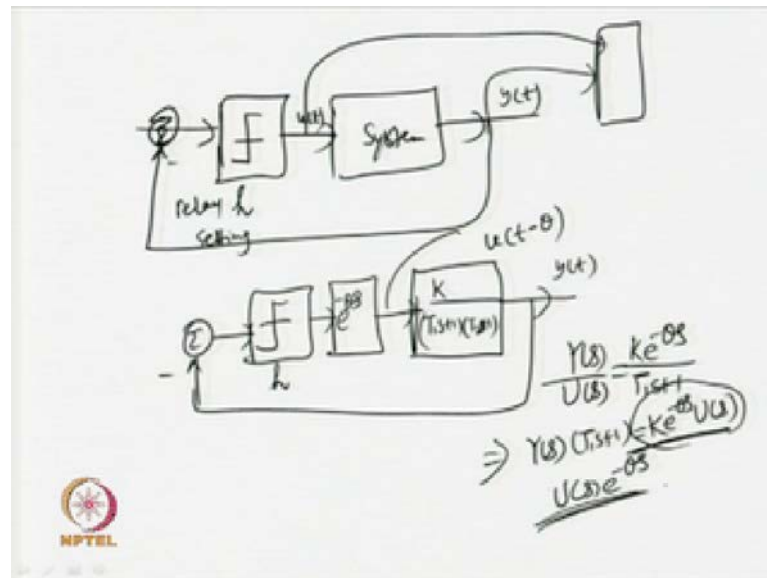 Σ
u(t)
System
y(t)
relay h
setting
u(t-θ)
y(t)
Σ
e^{-θs}
K
(T₁s+1)(T₂s+1)
h
Y(s)/U(s) = Ke^{-θs}/T₁s+1
⇒ Y(s)(T₁s+1) = Ke^{-θs}U(s)
U(s)e^{-θs}
NPTEL